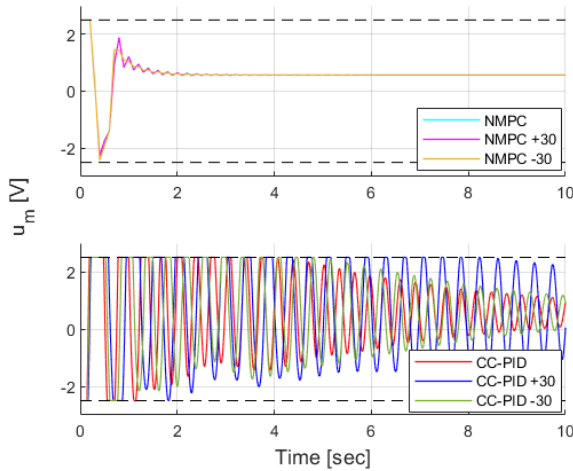 2
0
-2
0
2
4
6
8
10
NMPC
NMPC +30
NMPC -30
u_m [V]
2
0
-2
0
2
4
6
8
10
CC-PID
CC-PID +30
CC-PID -30
Time [sec]